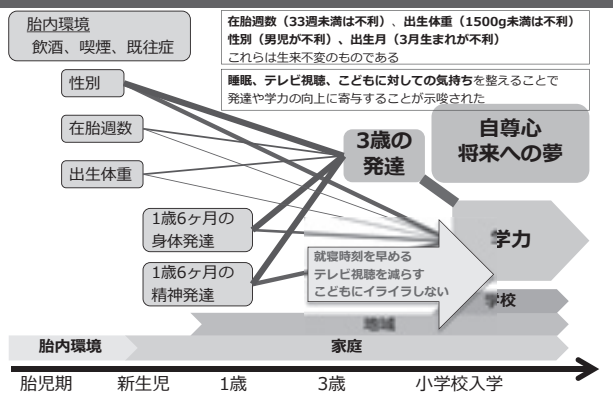 胎内環境
飲酒、喫煙、既往症
在胎週数（33週未満は不利）、出生体重（1500g未満は不利）
性別（男児が不利）、出生月（3月生まれが不利）
これらは生来不変のものである
睡眠、テレビ視聴、こどもに対しての気持ちを整えることで
発達や学力の向上に寄与することが示唆された
性別
在胎週数
出生体重
3歳の
発達
自尊心
将来への夢
1歳6ヶ月の
身体発達
1歳6ヶ月の
精神発達
学力
就寝時刻を早める
テレビ視聴を減らす
こどもにイライラしない
学校
地域
胎内環境
家庭
胎児期
新生児
1歳
3歳
小学校入学